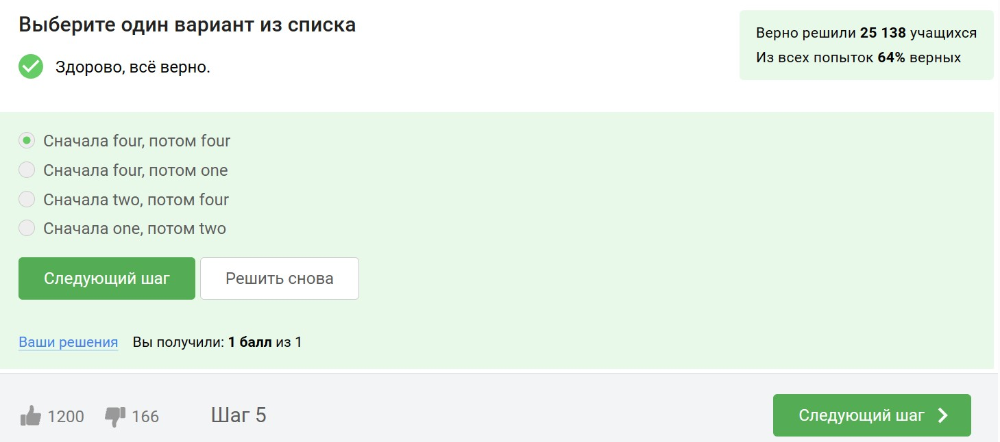 Выберите один вариант из списка
Здорово, всё верно.
Верно решили 25 138 учащихся
Из всех попыток 64% верных
Сначала four, потом four
Сначала four, потом one
Сначала two, потом four
Сначала one, потом two
Следующий шаг
Решить снова
Ваши решения Вы получили: 1 балл из 1
1200 166 Шаг 5
Следующий шаг